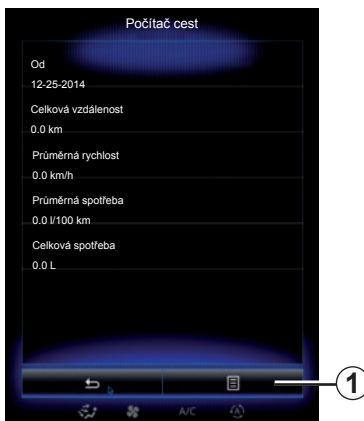 Počítač cest
Od
12-25-2014
Celková vzdálenost
0.0 km
Průměrná rychlost
0.0 km/h
Průměrná spotřeba
0.0 l/100 km
Celková spotřeba
0.0 L
1
A/C